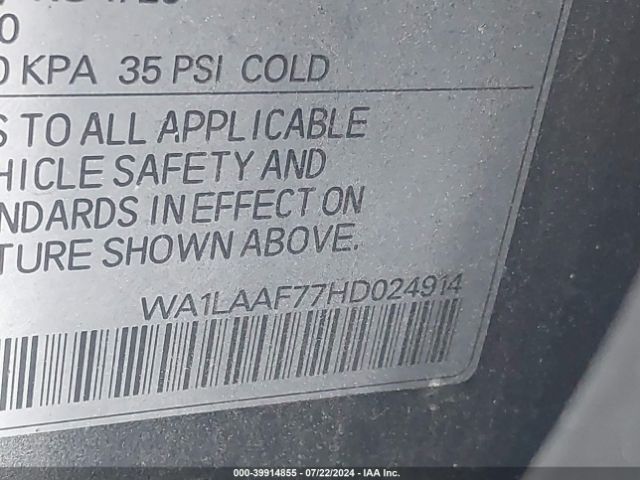 0
0 KPA 35 PSI COLD
S TO ALL APPLICABLE
HICLE SAFETY AND
NDARDS IN EFFECT ON
TURE SHOWN ABOVE.
WA1LAAF77HD024914
000-39914855 - 07/22/2024 - IAA Inc.